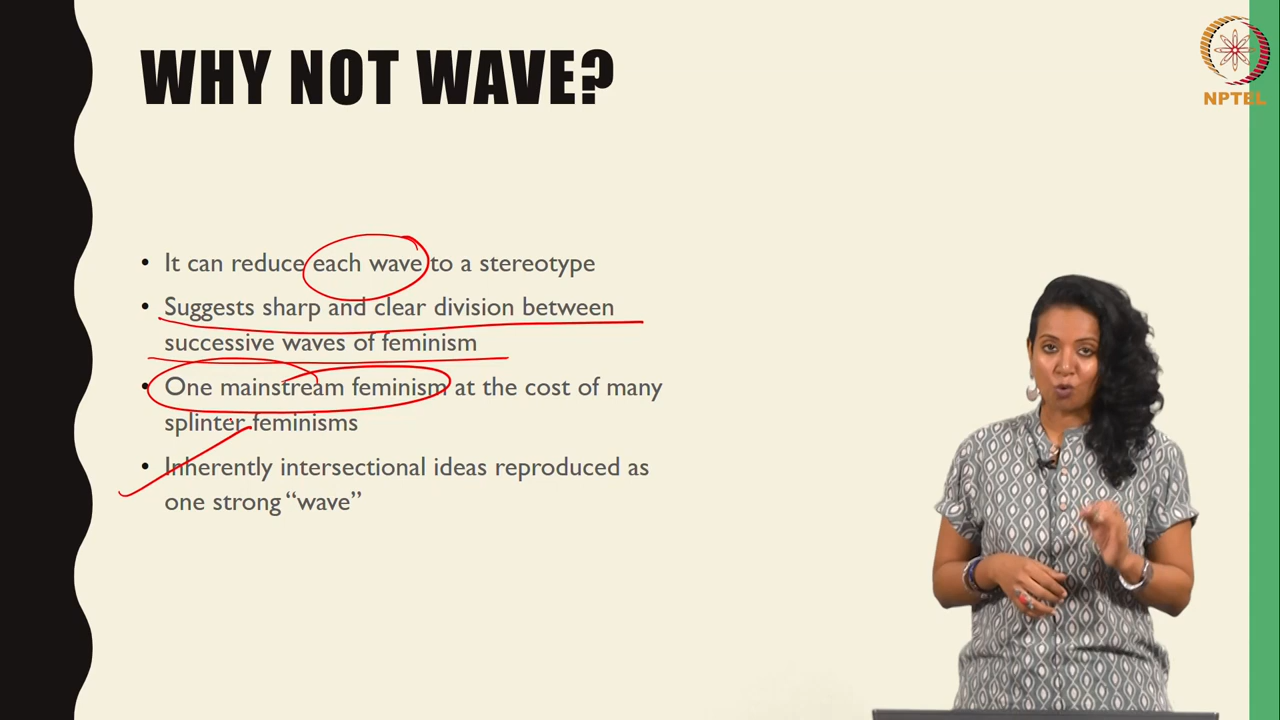 WHY NOT WAVE?
NPTEL
• It can reduce each wave to a stereotype
• Suggests sharp and clear division between
successive waves of feminism
• One mainstream feminism at the cost of many
splinter feminisms
• Inherently intersectional ideas reproduced as
one strong “wave”